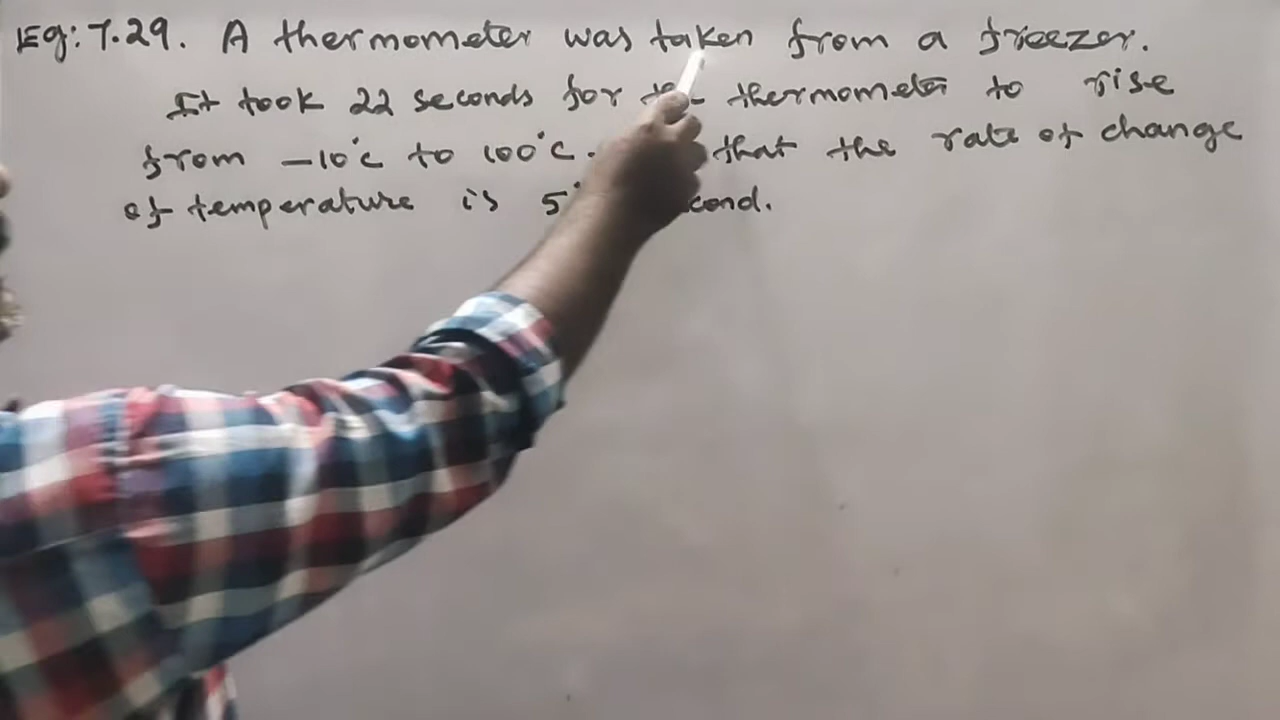 Eg: 7.29. A thermometer was taken from a freezer.
It took 22 seconds for the thermometer to rise
from -10°C to 100°C. that the rate of change
of temperature is 5°